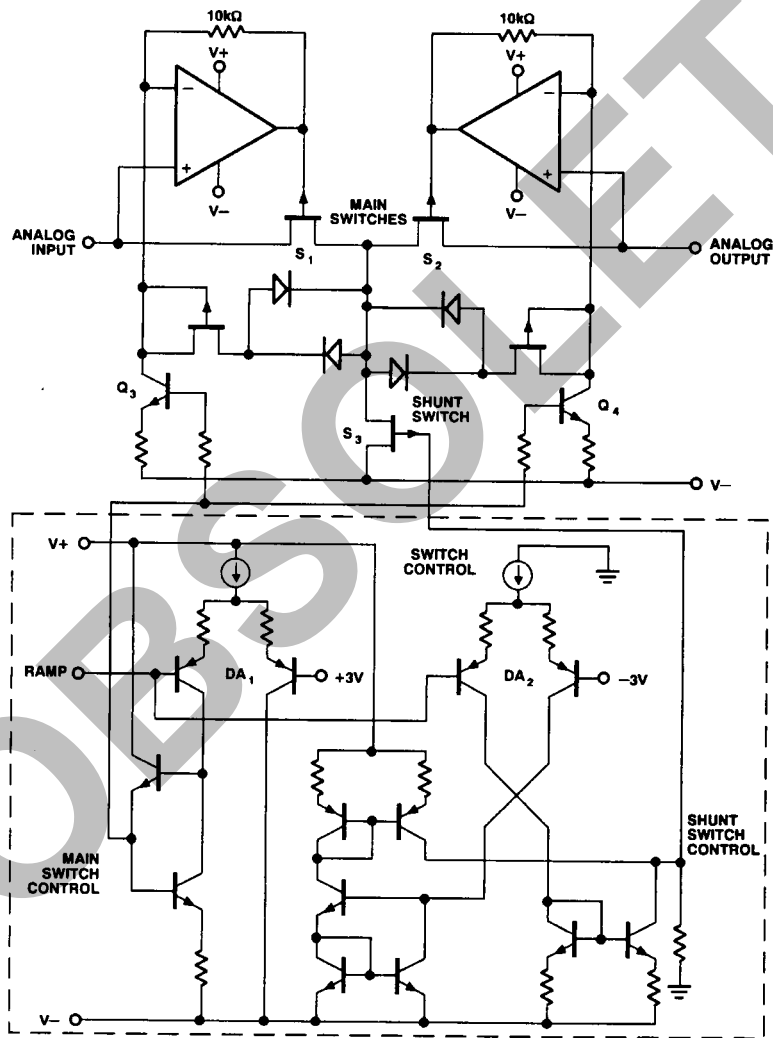 10kΩ
10kΩ
V+
V+
−
−
+
+
V−
V−
MAIN
SWITCHES
ANALOG
INPUT
ANALOG
OUTPUT
S1
S2
SHUNT
SWITCH
Q3
Q4
S3
V−
V+
SWITCH
CONTROL
RAMP
DA1
+3V
DA2
−3V
MAIN
SWITCH
CONTROL
SHUNT
SWITCH
CONTROL
V−
OBSOLETE